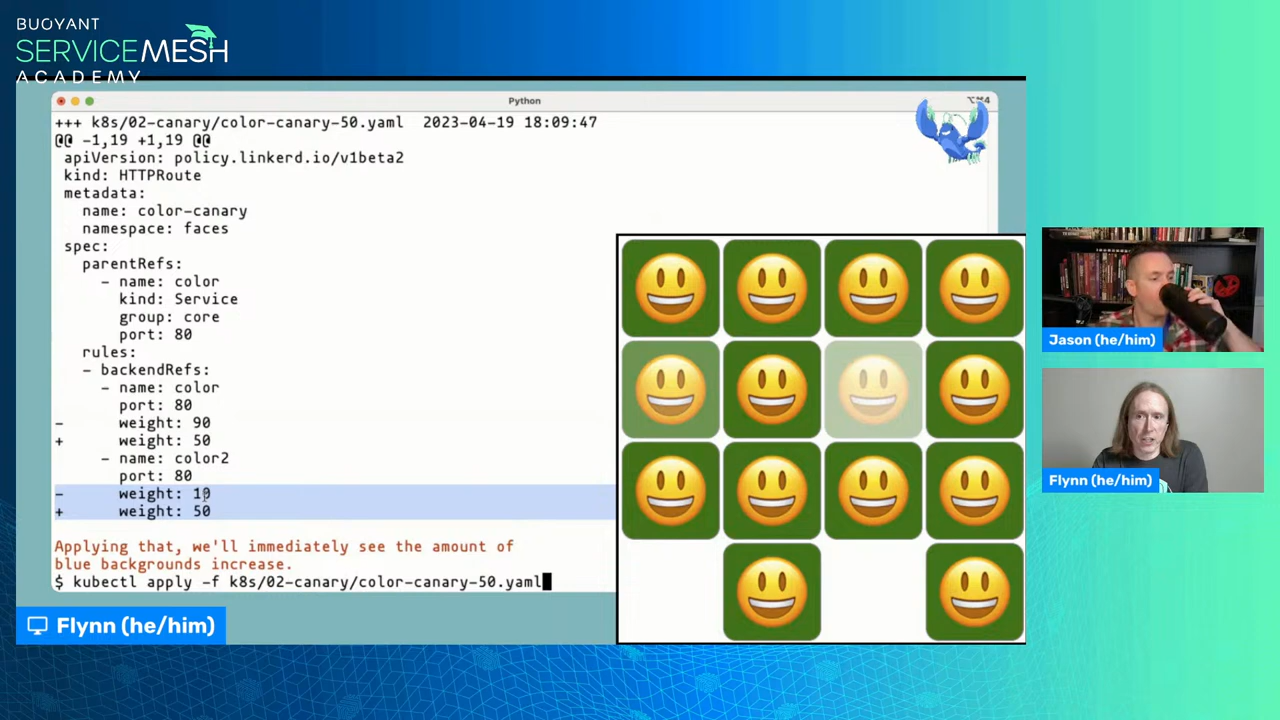 BUOYANT
SERVICEMESH
ACADEMY
Python
⌥⌘4
+++ k8s/02-canary/color-canary-50.yaml  2023-04-19 18:09:47
@@ -1,19 +1,19 @@
 apiVersion: policy.linkerd.io/v1beta2
 kind: HTTPRoute
 metadata:
   name: color-canary
   namespace: faces
 spec:
   parentRefs:
     - name: color
       kind: Service
       group: core
       port: 80
   rules:
   - backendRefs:
     - name: color
       port: 80
-      weight: 90
+      weight: 50
     - name: color2
       port: 80
-      weight: 10
+      weight: 50
Applying that, we'll immediately see the amount of
blue backgrounds increase.
$ kubectl apply -f k8s/02-canary/color-canary-50.yaml
Flynn (he/him)
Jason (he/him)
Flynn (he/him)